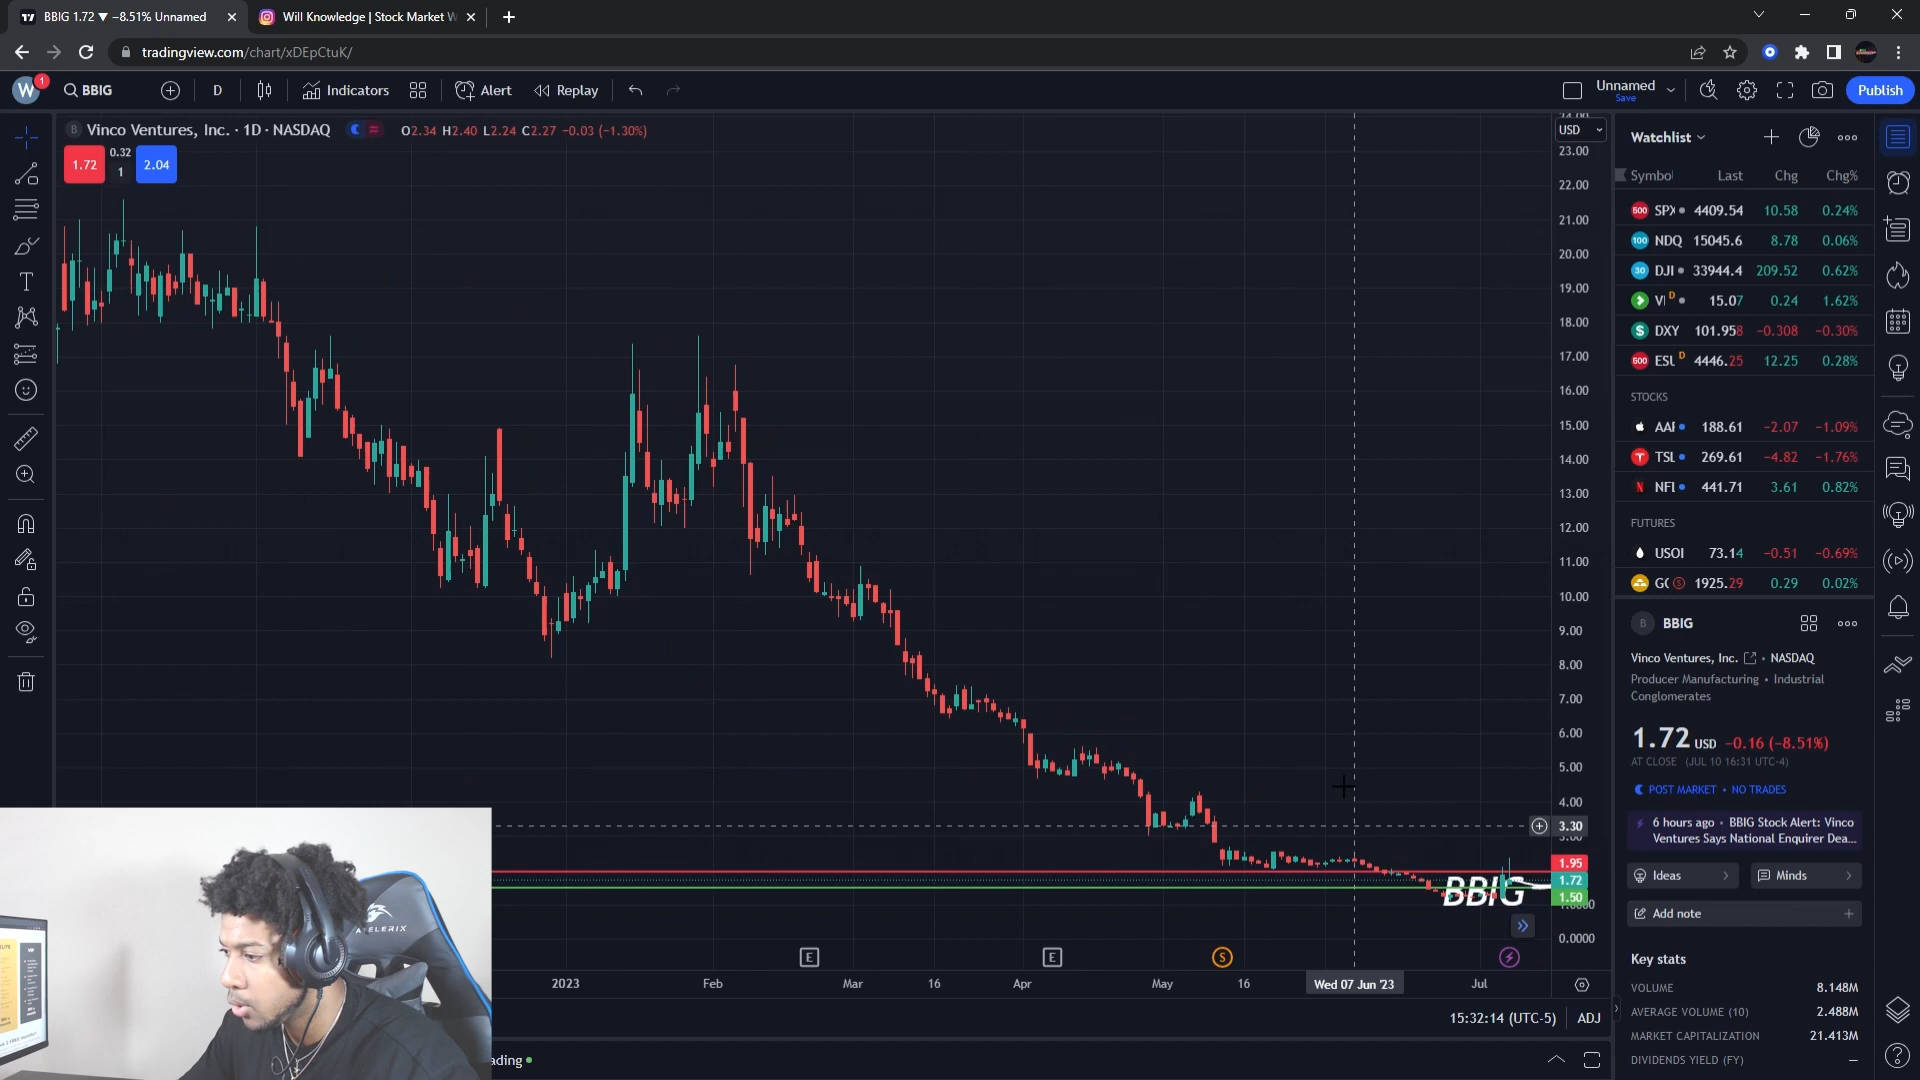 BBIG 1.72 ▼ −8.51% Unnamed
Will Knowledge | Stock Market W
tradingview.com/chart/xDEpCtuK/
W
1
BBIG
D
Indicators
Alert
Replay
Unnamed
Save
Publish
B Vinco Ventures, Inc. · 1D · NASDAQ
O2.34 H2.40 L2.24 C2.27 −0.03 (−1.30%)
1.72
0.32
1
2.04
USD
23.00
22.00
21.00
20.00
19.00
18.00
17.00
16.00
15.00
14.00
13.00
12.00
11.00
10.00
9.00
8.00
7.00
6.00
5.00
4.00
3.30
1.95
1.72
1.50
0.0000
BBIG
E
E
S
2023
Feb
Mar
16
Apr
May
16
Wed 07 Jun '23
Jul
15:32:14 (UTC-5)
ADJ
ading
ATELERIX
Watchlist
Symbol
Last
Chg
Chg%
500 SPX 4409.54 10.58 0.24%
100 NDQ 15045.6 8.78 0.06%
30 DJI 33944.4 209.52 0.62%
VI D 15.07 0.24 1.62%
$ DXY 101.958 −0.308 −0.30%
500 ESU D 4446.25 12.25 0.28%
STOCKS
AAP 188.61 −2.07 −1.09%
TSL 269.61 −4.82 −1.76%
N NFL 441.71 3.61 0.82%
FUTURES
USOI 73.14 −0.51 −0.69%
GO S 1925.29 0.29 0.02%
B BBIG
Vinco Ventures, Inc. • NASDAQ
Producer Manufacturing • Industrial
Conglomerates
1.72 USD −0.16 (−8.51%)
AT CLOSE (JUL 10 16:31 UTC-4)
POST MARKET • NO TRADES
6 hours ago • BBIG Stock Alert: Vinco
Ventures Says National Enquirer Dea...
Ideas
Minds
Add note
Key stats
VOLUME 8.148M
AVERAGE VOLUME (10) 2.488M
MARKET CAPITALIZATION 21.413M
DIVIDENDS YIELD (FY) —